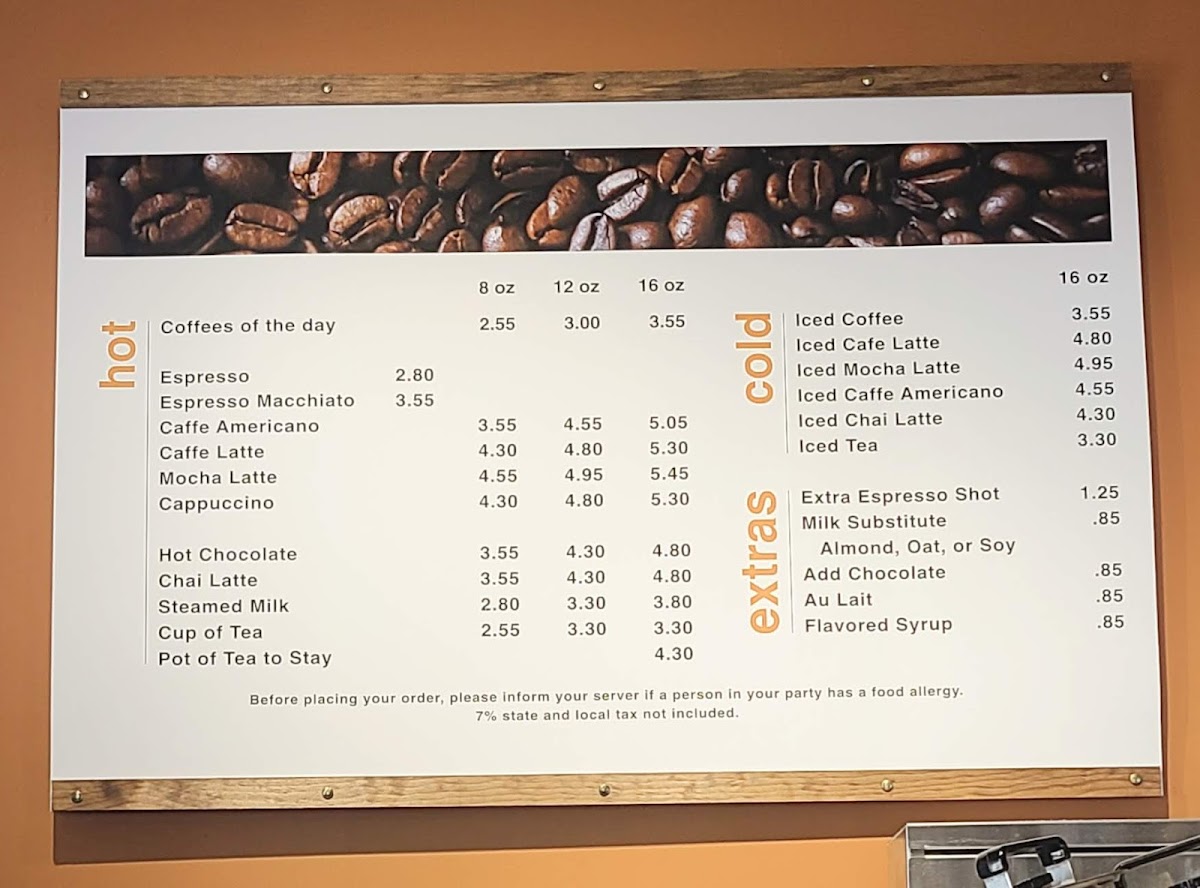 8 oz 12 oz 16 oz
hot
Coffees of the day 2.55 3.00 3.55
Espresso 2.80
Espresso Macchiato 3.55
Caffe Americano 3.55 4.55 5.05
Caffe Latte 4.30 4.80 5.30
Mocha Latte 4.55 4.95 5.45
Cappuccino 4.30 4.80 5.30
Hot Chocolate 3.55 4.30 4.80
Chai Latte 3.55 4.30 4.80
Steamed Milk 2.80 3.30 3.80
Cup of Tea 2.55 3.30 3.30
Pot of Tea to Stay 4.30
16 oz
cold
Iced Coffee 3.55
Iced Cafe Latte 4.80
Iced Mocha Latte 4.95
Iced Caffe Americano 4.55
Iced Chai Latte 4.30
Iced Tea 3.30
extras
Extra Espresso Shot 1.25
Milk Substitute .85
Almond, Oat, or Soy
Add Chocolate .85
Au Lait .85
Flavored Syrup .85
Before placing your order, please inform your server if a person in your party has a food allergy.
7% state and local tax not included.